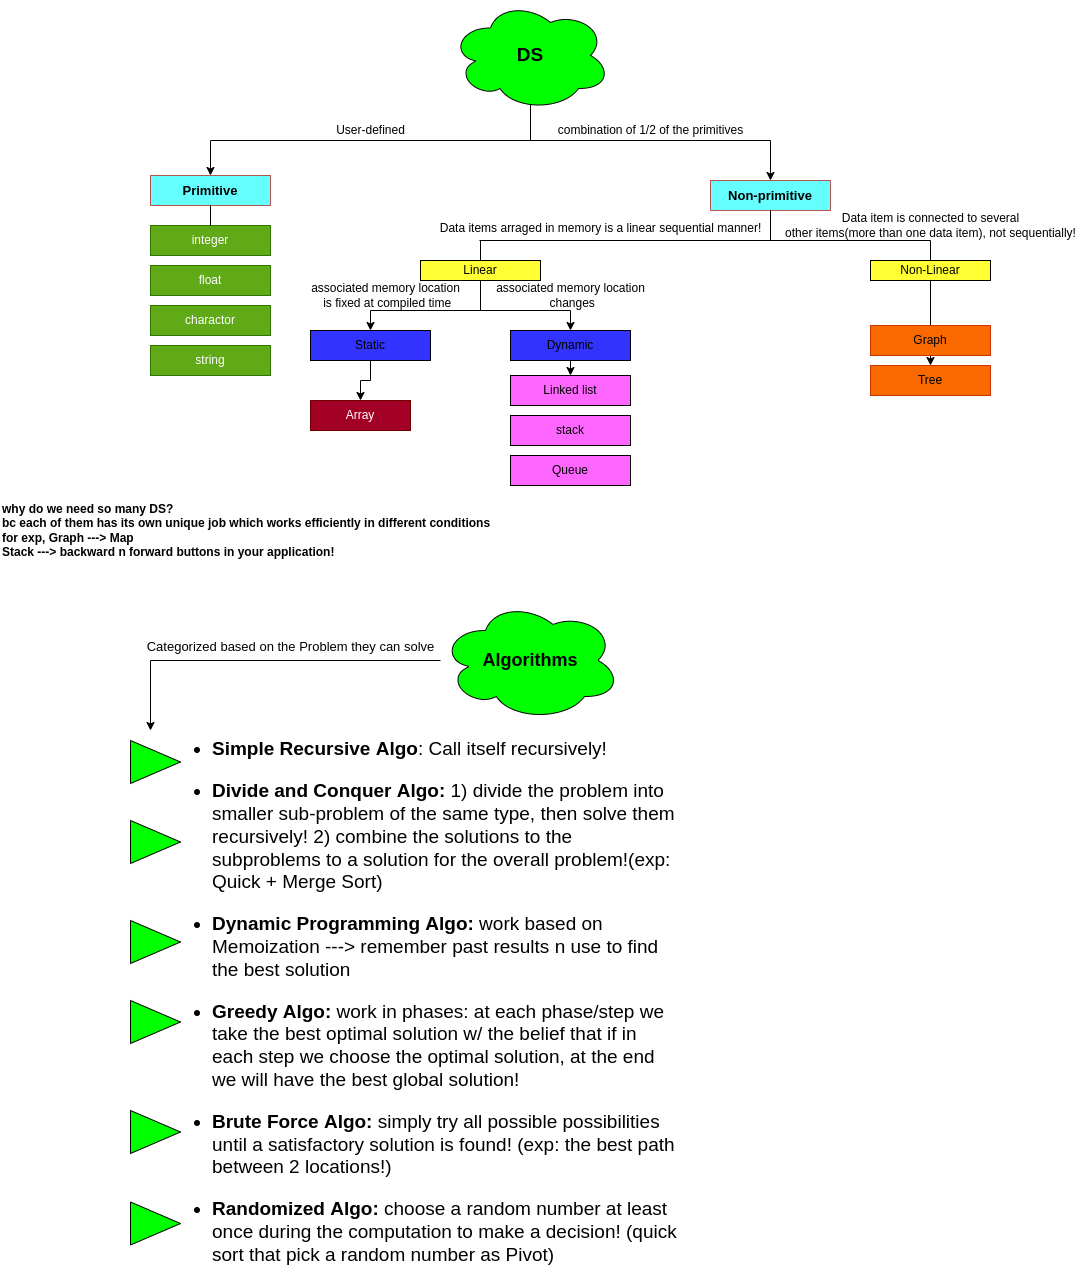 DS
User-defined
combination of 1/2 of the primitives
Primitive
Non-primitive
integer
float
charactor
string
Data items arraged in memory is a linear sequential manner!
Data item is connected to several
other items(more than one data item), not sequentially!
Linear
Non-Linear
associated memory location
is fixed at compiled time
associated memory location
changes
Static
Dynamic
Array
Linked list
stack
Queue
Graph
Tree
why do we need so many DS?
bc each of them has its own unique job which works efficiently in different conditions
for exp, Graph ---> Map
Stack ---> backward n forward buttons in your application!
Algorithms
Categorized based on the Problem they can solve
• Simple Recursive Algo: Call itself recursively!
• Divide and Conquer Algo: 1) divide the problem into
smaller sub-problem of the same type, then solve them
recursively! 2) combine the solutions to the
subproblems to a solution for the overall problem!(exp:
Quick + Merge Sort)
• Dynamic Programming Algo: work based on
Memoization ---> remember past results n use to find
the best solution
• Greedy Algo: work in phases: at each phase/step we
take the best optimal solution w/ the belief that if in
each step we choose the optimal solution, at the end
we will have the best global solution!
• Brute Force Algo: simply try all possible possibilities
until a satisfactory solution is found! (exp: the best path
between 2 locations!)
• Randomized Algo: choose a random number at least
once during the computation to make a decision! (quick
sort that pick a random number as Pivot)